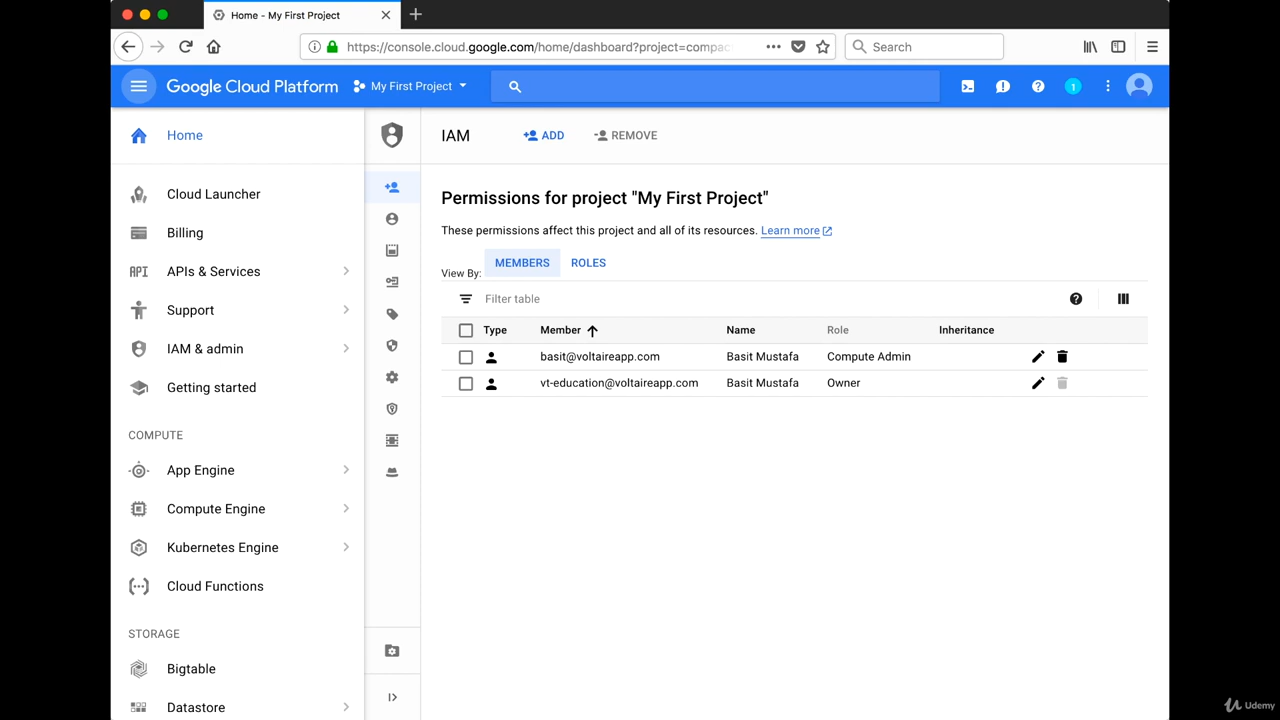 Home - My First Project
https://console.cloud.google.com/home/dashboard?project=compac
Search
Google Cloud Platform
My First Project
1
Home
IAM
ADD
REMOVE
Cloud Launcher
Billing
API
APIs & Services
Support
IAM & admin
Getting started
COMPUTE
App Engine
Compute Engine
Kubernetes Engine
Cloud Functions
STORAGE
Bigtable
Datastore
Permissions for project "My First Project"
These permissions affect this project and all of its resources. Learn more
View By: MEMBERS ROLES
Filter table
Type Member Name Role Inheritance
basit@voltaireapp.com Basit Mustafa Compute Admin
vt-education@voltaireapp.com Basit Mustafa Owner
Udemy